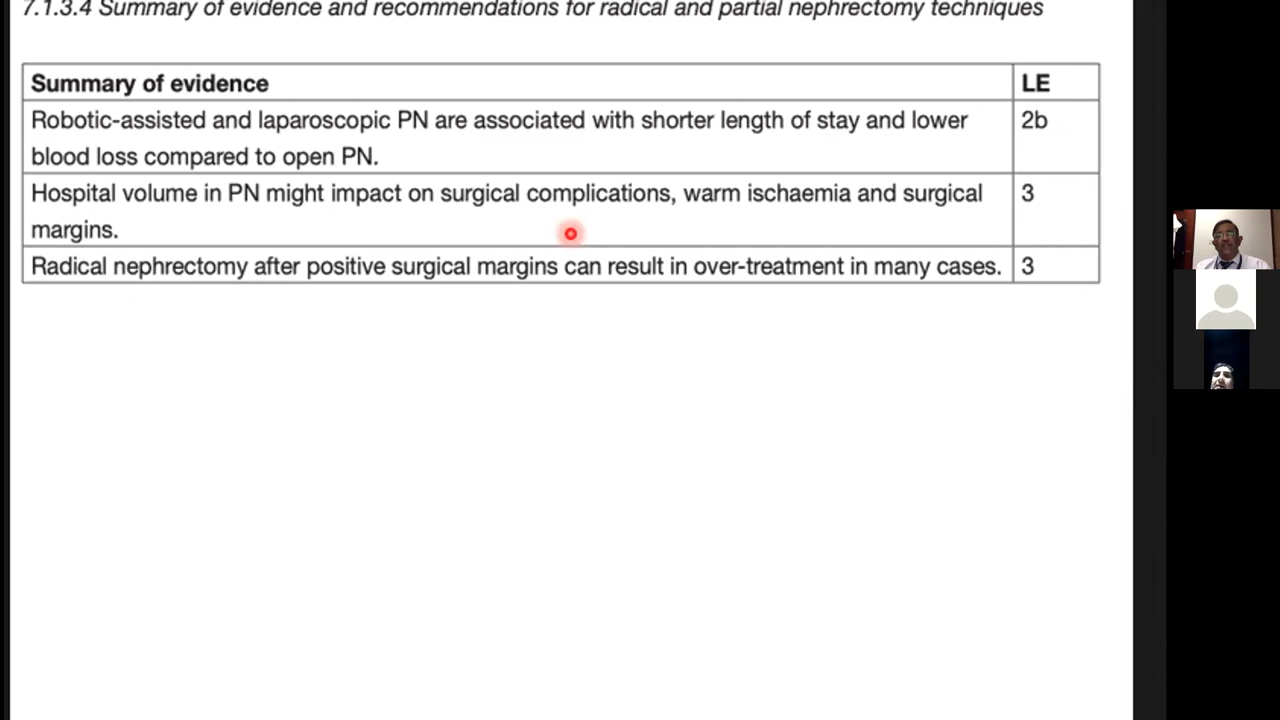 7.1.3.4 Summary of evidence and recommendations for radical and partial nephrectomy techniques
Summary of evidence LE
Robotic-assisted and laparoscopic PN are associated with shorter length of stay and lower 2b
blood loss compared to open PN.
Hospital volume in PN might impact on surgical complications, warm ischaemia and surgical 3
margins.
Radical nephrectomy after positive surgical margins can result in over-treatment in many cases. 3